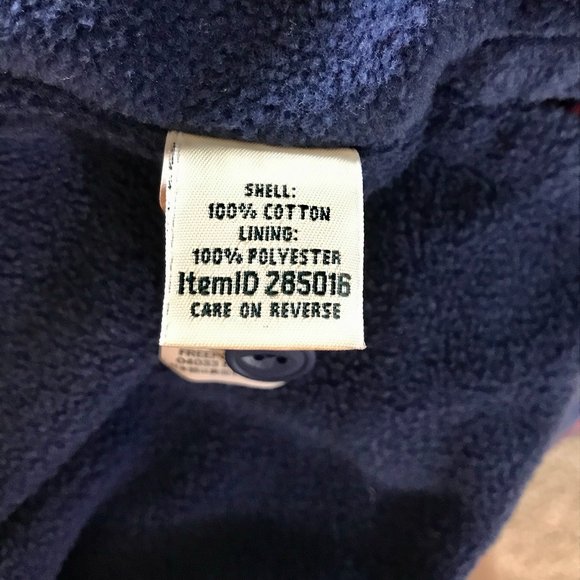 SHELL:
100% COTTON
LINING:
100% POLYESTER
ItemID 285016
CARE ON REVERSE